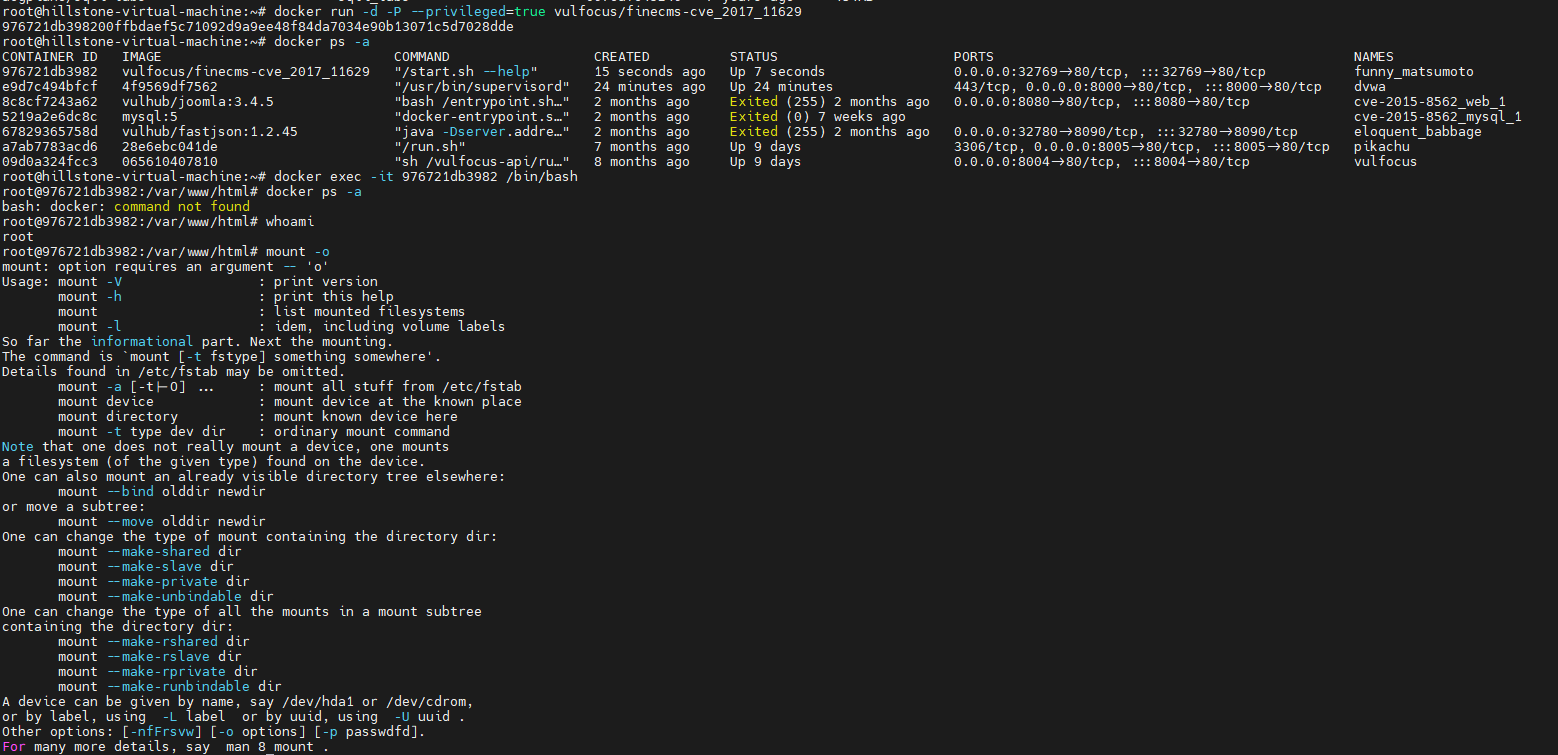 root@hillstone-virtual-machine:~# docker run -d -P --privileged=true vulfocus/finecms-cve_2017_11629
976721db398200ffbdaef5c71092d9a9ee48f84da7034e90b13071c5d7028dde
root@hillstone-virtual-machine:~# docker ps -a
CONTAINER ID   IMAGE                             COMMAND                  CREATED          STATUS                      PORTS                                             NAMES
976721db3982   vulfocus/finecms-cve_2017_11629   "/start.sh --help"       15 seconds ago   Up 7 seconds                0.0.0.0:32769->80/tcp, :::32769->80/tcp           funny_matsumoto
e9d7c494bfcf   4f9569df7562                      "/usr/bin/supervisord"   24 minutes ago   Up 24 minutes               443/tcp, 0.0.0.0:8000->80/tcp, :::8000->80/tcp    dvwa
8c8cf7243a62   vulhub/joomla:3.4.5               "bash /entrypoint.sh…"   2 months ago     Exited (255) 2 months ago   0.0.0.0:8080->80/tcp, :::8080->80/tcp             cve-2015-8562_web_1
5219a2e6dc8c   mysql:5                           "docker-entrypoint.s…"   2 months ago     Exited (0) 7 weeks ago                                                        cve-2015-8562_mysql_1
67829365758d   vulhub/fastjson:1.2.45            "java -Dserver.addre…"   2 months ago     Exited (255) 2 months ago   0.0.0.0:32780->8090/tcp, :::32780->8090/tcp       eloquent_babbage
a7ab7783acd6   28e6ebc041de                      "/run.sh"                7 months ago     Up 9 days                   3306/tcp, 0.0.0.0:8005->80/tcp, :::8005->80/tcp   pikachu
09d0a324fcc3   065610407810                      "sh /vulfocus-api/ru…"   8 months ago     Up 9 days                   0.0.0.0:8004->80/tcp, :::8004->80/tcp             vulfocus
root@hillstone-virtual-machine:~# docker exec -it 976721db3982 /bin/bash
root@976721db3982:/var/www/html# docker ps -a
bash: docker: command not found
root@976721db3982:/var/www/html# whoami
root
root@976721db3982:/var/www/html# mount -o
mount: option requires an argument -- 'o'
Usage: mount -V                 : print version
       mount -h                 : print this help
       mount                    : list mounted filesystems
       mount -l                 : idem, including volume labels
So far the informational part. Next the mounting.
The command is `mount [-t fstype] something somewhere'.
Details found in /etc/fstab may be omitted.
       mount -a [-t|-O] ...     : mount all stuff from /etc/fstab
       mount device             : mount device at the known place
       mount directory          : mount known device here
       mount -t type dev dir    : ordinary mount command
Note that one does not really mount a device, one mounts
a filesystem (of the given type) found on the device.
One can also mount an already visible directory tree elsewhere:
       mount --bind olddir newdir
or move a subtree:
       mount --move olddir newdir
One can change the type of mount containing the directory dir:
       mount --make-shared dir
       mount --make-slave dir
       mount --make-private dir
       mount --make-unbindable dir
One can change the type of all the mounts in a mount subtree
containing the directory dir:
       mount --make-rshared dir
       mount --make-rslave dir
       mount --make-rprivate dir
       mount --make-runbindable dir
A device can be given by name, say /dev/hda1 or /dev/cdrom,
or by label, using  -L label  or by uuid, using  -U uuid .
Other options: [-nfFrsvw] [-o options] [-p passwdfd].
For many more details, say  man 8 mount .